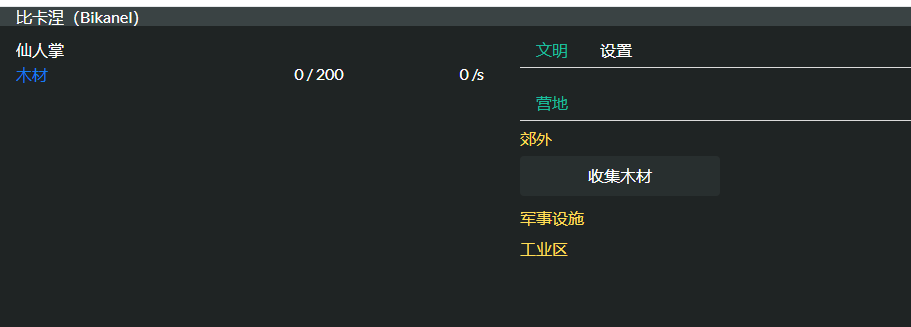 比卡涅（Bikanel）
仙人掌
木材 0 / 200 0 /s
文明 设置
营地
郊外
收集木材
军事设施
工业区